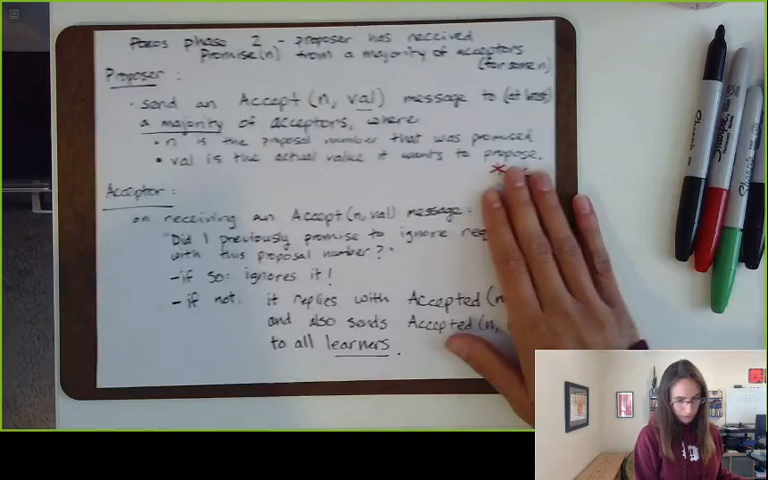 Paxos phase 2 - proposer has received
Promise(n) from a majority of acceptors
(for some n)
Proposer:
· send an Accept (n, val) message to (at least)
a majority of acceptors, where
• n is the proposal number that was promised
• val is the actual value it wants to propose.
*
Acceptor:
on receiving an Accept(n, val) message:
"Did I previously promise to ignore req
with this proposal number?"
- if so: ignores it!
- if not: it replies with Accepted (n
and also sends Accepted (n,
to all learners.
Sharpie